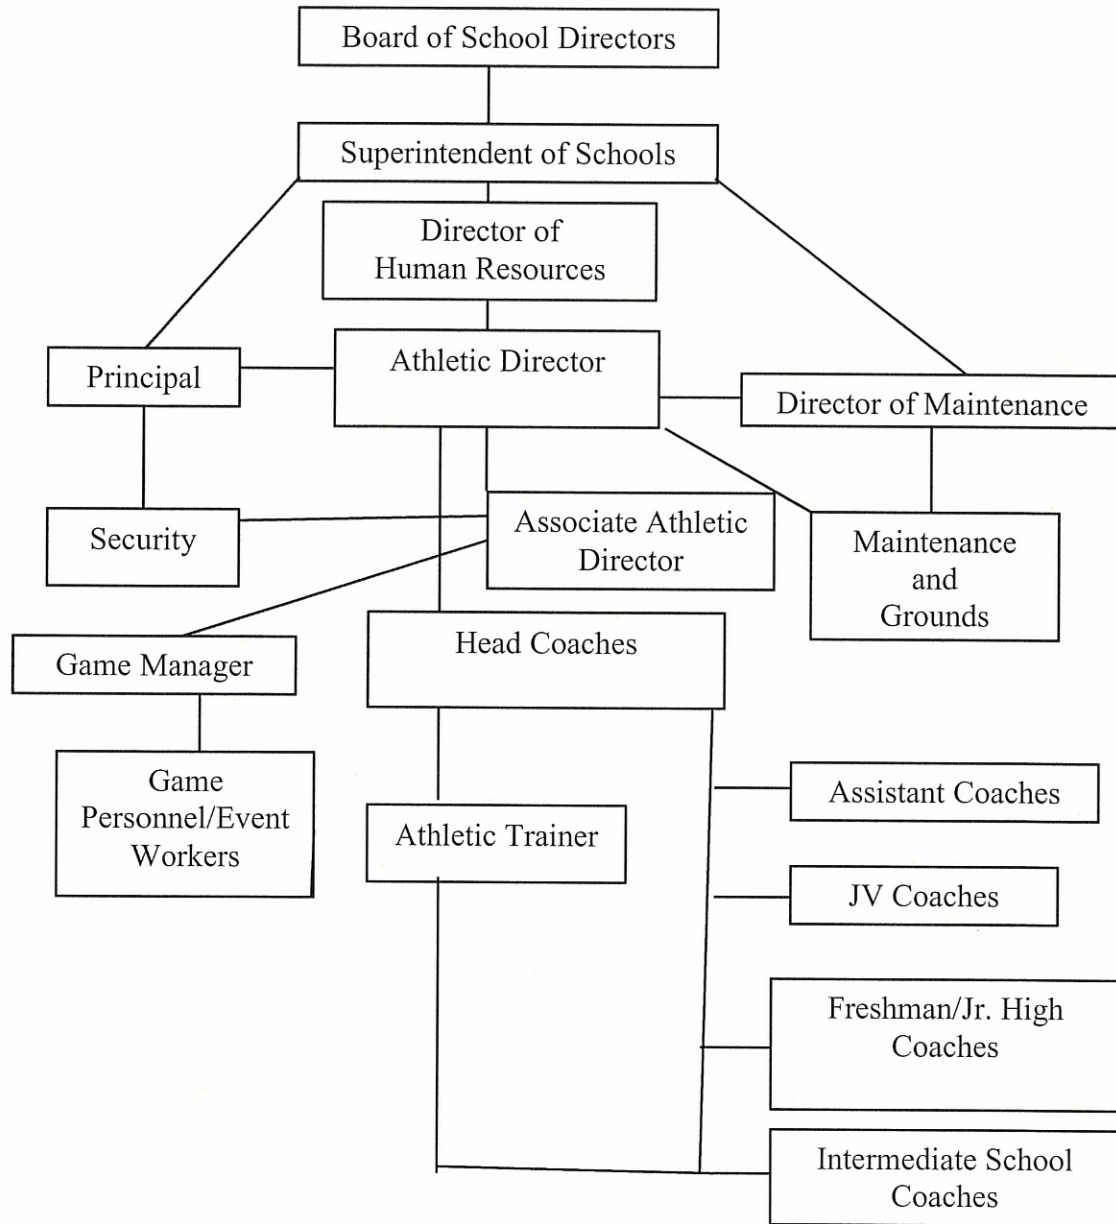 Board of School Directors
Superintendent of Schools
Director of
Human Resources
Principal
Athletic Director
Director of Maintenance
Security
Associate Athletic
Director
Maintenance
and
Grounds
Game Manager
Head Coaches
Game
Personnel/Event
Workers
Athletic Trainer
Assistant Coaches
JV Coaches
Freshman/Jr. High
Coaches
Intermediate School
Coaches